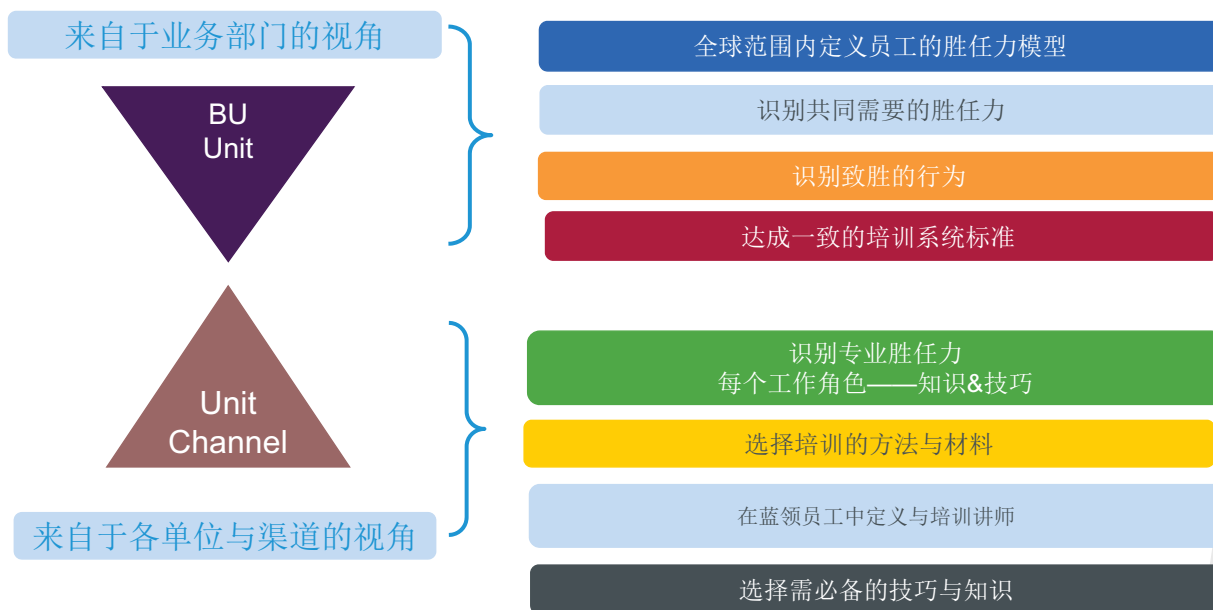 来自于业务部门的视角
BU
Unit
全球范围内定义员工的胜任力模型
识别共同需要的胜任力
识别致胜的行为
达成一致的培训系统标准
Unit
Channel
来自于各单位与渠道的视角
识别专业胜任力
每个工作角色——知识&技巧
选择培训的方法与材料
在蓝领员工中定义与培训讲师
选择需必备的技巧与知识